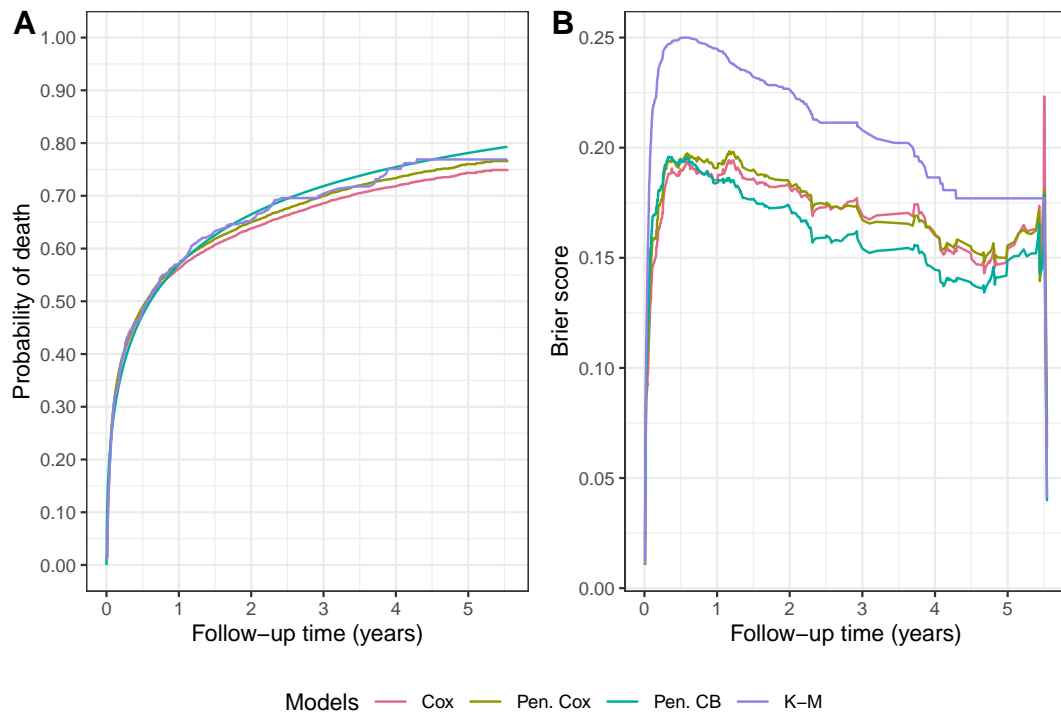 A
1.00
0.90
0.80
0.70
0.60
0.50
0.40
0.30
0.20
0.10
0.00
Probability of death
0 1 2 3 4 5
Follow−up time (years)
B
0.25
0.20
0.15
0.10
0.05
0.00
Brier score
0 1 2 3 4 5
Follow−up time (years)
Models Cox Pen. Cox Pen. CB K−M